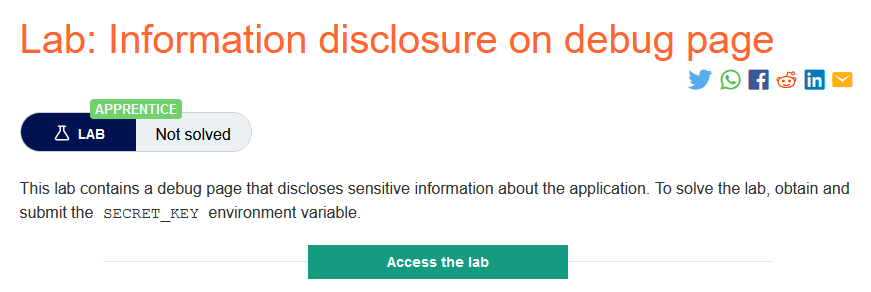 Lab: Information disclosure on debug page
APPRENTICE
LAB
Not solved
This lab contains a debug page that discloses sensitive information about the application. To solve the lab, obtain and
submit the SECRET_KEY environment variable.
Access the lab